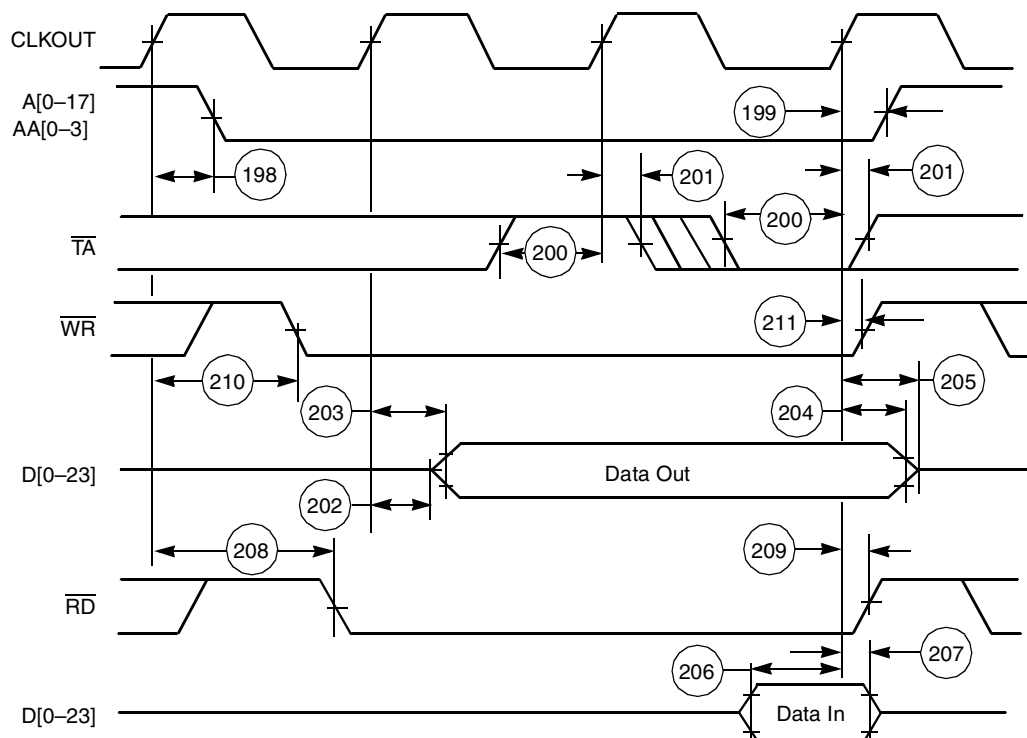 CLKOUT
A[0–17]
AA[0–3]
199
198
201
201
TA
200
200
WR
211
210
205
203
204
D[0–23]
Data Out
202
208
209
RD
206
207
D[0–23]
Data In